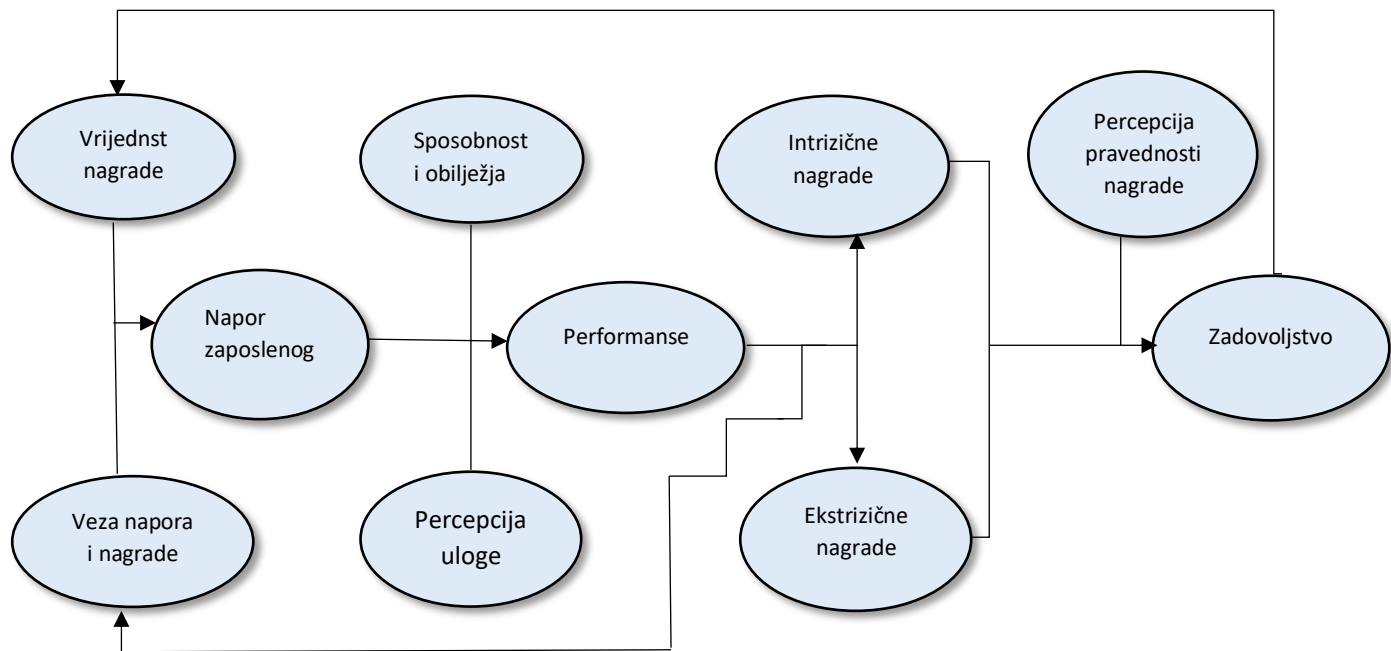 Vrijednst
nagrade
Sposobnost
i obilježja
Intrizične
nagrade
Percepcija
pravednosti
nagrade
Napor
zaposlenog
Performanse
Zadovoljstvo
Veza napora
i nagrade
Percepcija
uloge
Ekstrizične
nagrade